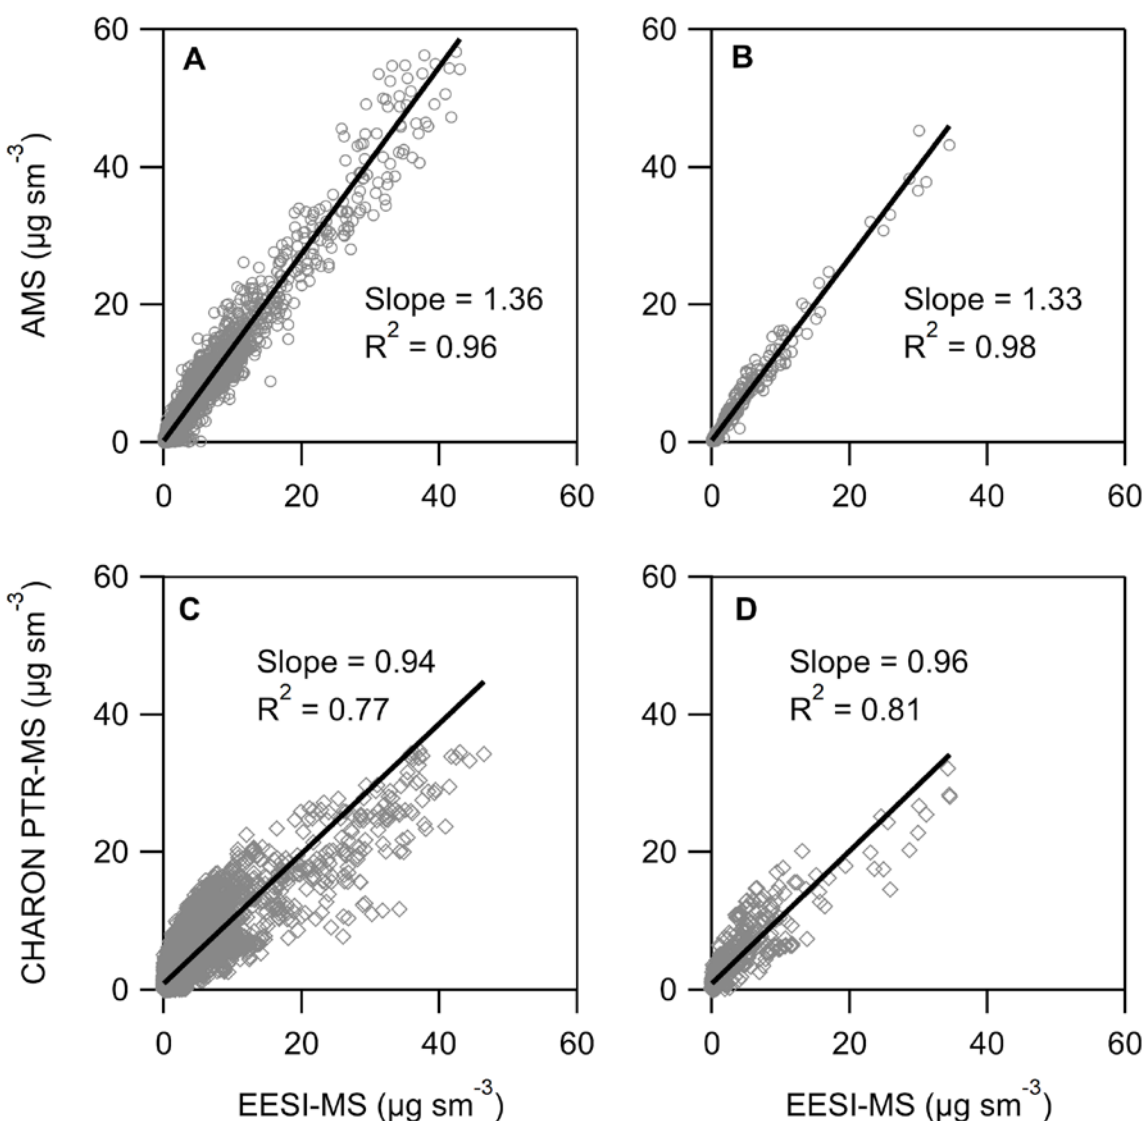 60
A
40
20
0
AMS (µg sm⁻³)
Slope = 1.36
R² = 0.96
0 20 40 60
60
B
40
20
0
Slope = 1.33
R² = 0.98
0 20 40 60
60
C
40
20
0
CHARON PTR-MS (µg sm⁻³)
Slope = 0.94
R² = 0.77
0 20 40 60
EESI-MS (µg sm⁻³)
60
D
40
20
0
Slope = 0.96
R² = 0.81
0 20 40 60
EESI-MS (µg sm⁻³)